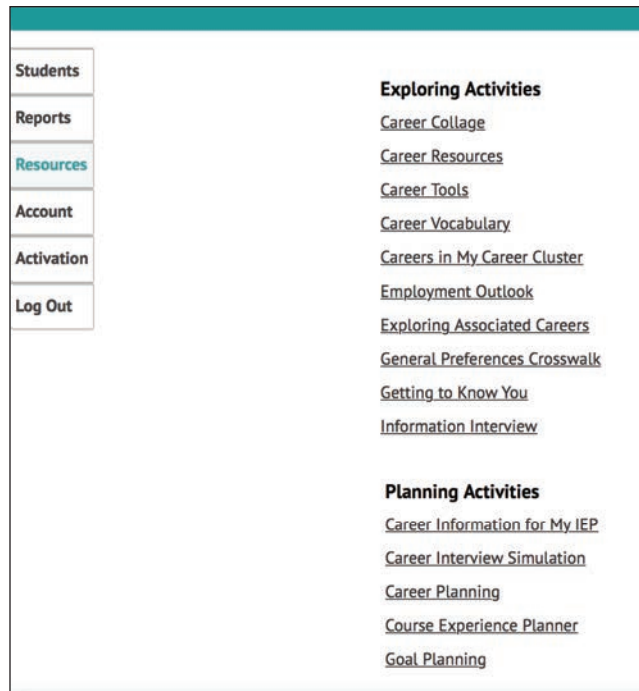 Students
Reports
Resources
Account
Activation
Log Out
Exploring Activities
Career Collage
Career Resources
Career Tools
Career Vocabulary
Careers in My Career Cluster
Employment Outlook
Exploring Associated Careers
General Preferences Crosswalk
Getting to Know You
Information Interview
Planning Activities
Career Information for My IEP
Career Interview Simulation
Career Planning
Course Experience Planner
Goal Planning